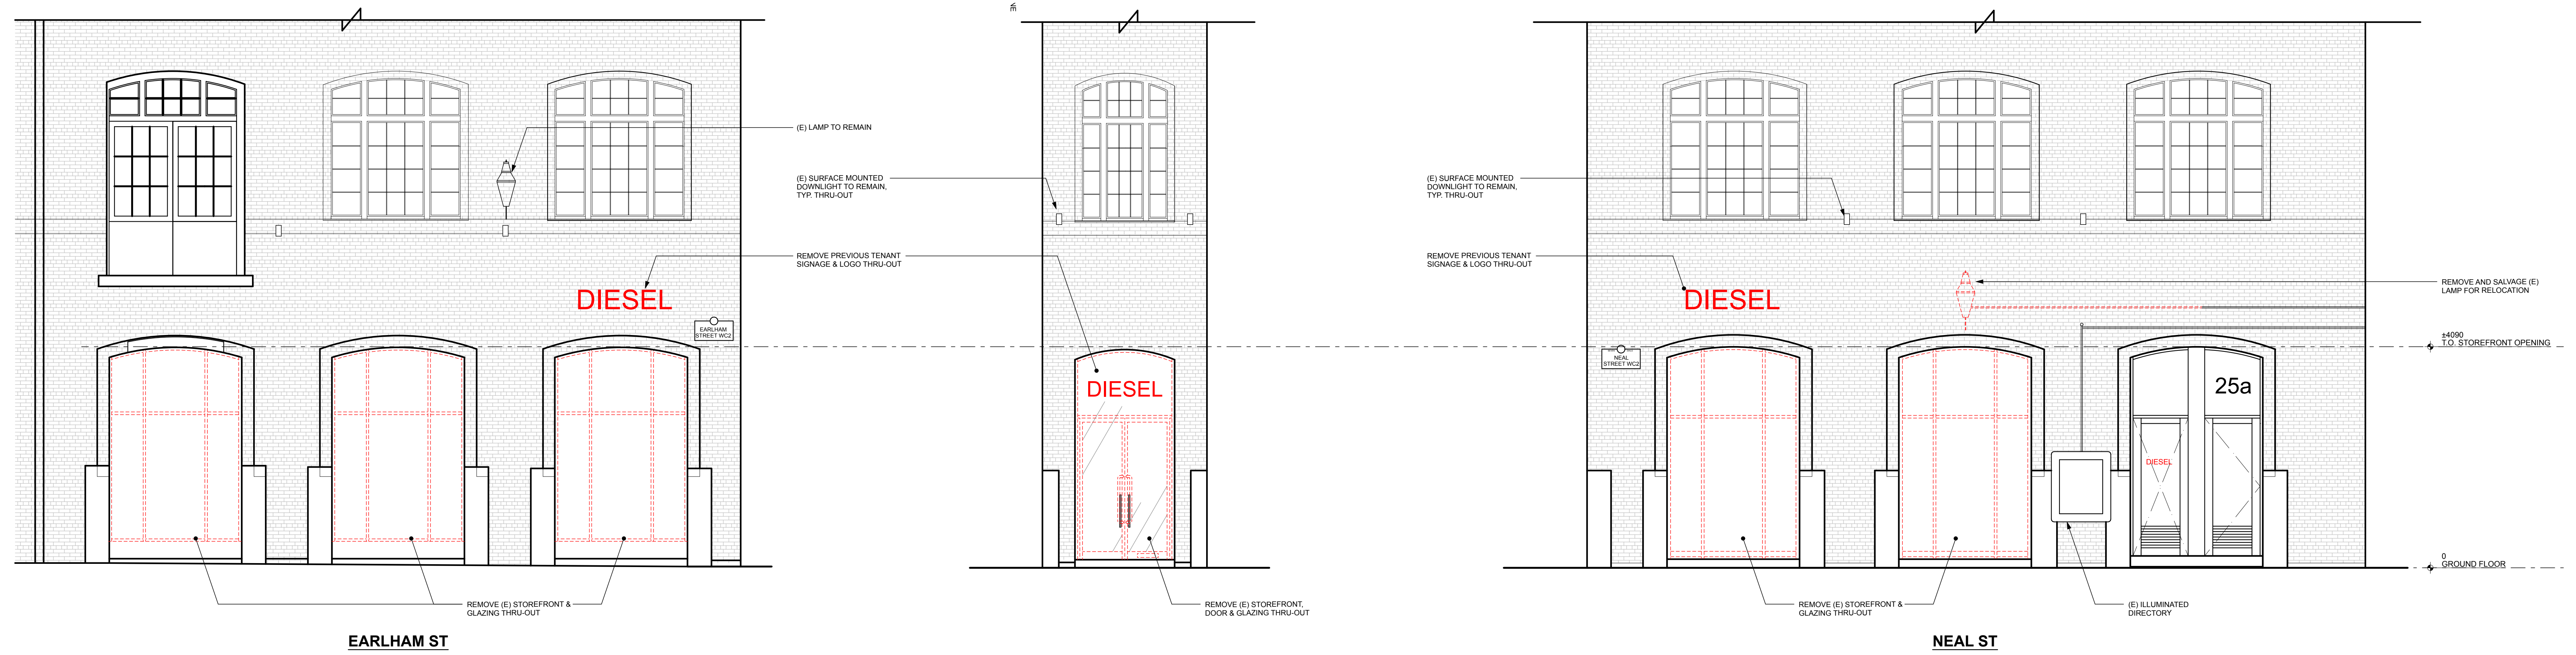 (E) LAMP TO REMAIN
(E) SURFACE MOUNTED
DOWNLIGHT TO REMAIN,
TYP. THRU-OUT
REMOVE PREVIOUS TENANT
SIGNAGE & LOGO THRU-OUT
DIESEL
EARLHAM
STREET WC2
REMOVE (E) STOREFRONT &
GLAZING THRU-OUT
EARLHAM ST
DIESEL
REMOVE (E) STOREFRONT,
DOOR & GLAZING THRU-OUT
(E) SURFACE MOUNTED
DOWNLIGHT TO REMAIN,
TYP. THRU-OUT
REMOVE PREVIOUS TENANT
SIGNAGE & LOGO THRU-OUT
DIESEL
REMOVE AND SALVAGE (E)
LAMP FOR RELOCATION
±4090
T.O. STOREFRONT OPENING
NEAL
STREET WC2
25a
DIESEL
0
GROUND FLOOR
REMOVE (E) STOREFRONT &
GLAZING THRU-OUT
(E) ILLUMINATED
DIRECTORY
NEAL ST